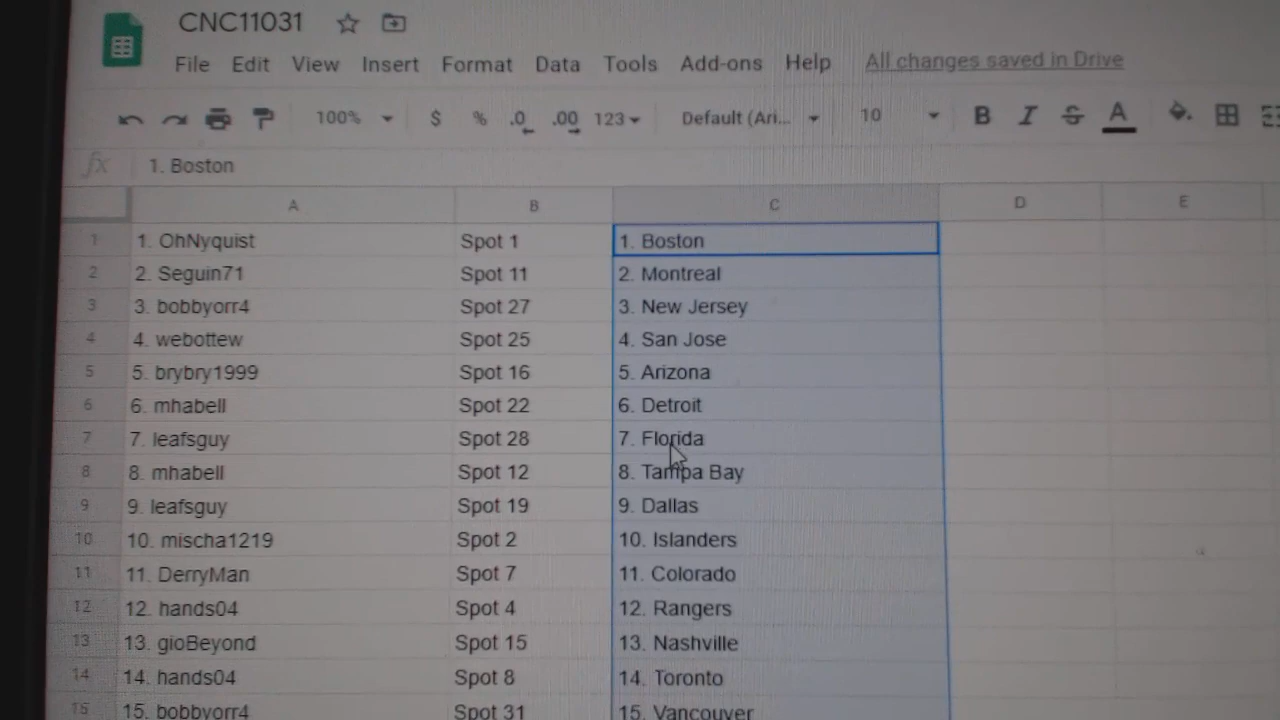 CNC11031
File Edit View Insert Format Data Tools Add-ons Help All changes saved in Drive
100% $ % .0 .00 123 Default (Ari... 10 B I S A
fx 1. Boston
A B C D E
1 1. OhNyquist Spot 1 1. Boston
2 2. Seguin71 Spot 11 2. Montreal
3 3. bobbyorr4 Spot 27 3. New Jersey
4 4. webottew Spot 25 4. San Jose
5 5. brybry1999 Spot 16 5. Arizona
6 6. mhabell Spot 22 6. Detroit
7 7. leafsguy Spot 28 7. Florida
8 8. mhabell Spot 12 8. Tampa Bay
9 9. leafsguy Spot 19 9. Dallas
10 10. mischa1219 Spot 2 10. Islanders
11 11. DerryMan Spot 7 11. Colorado
12 12. hands04 Spot 4 12. Rangers
13 13. gioBeyond Spot 15 13. Nashville
14 14. hands04 Spot 8 14. Toronto
15 15. bobbyorr4 Spot 31 15. Vancouver